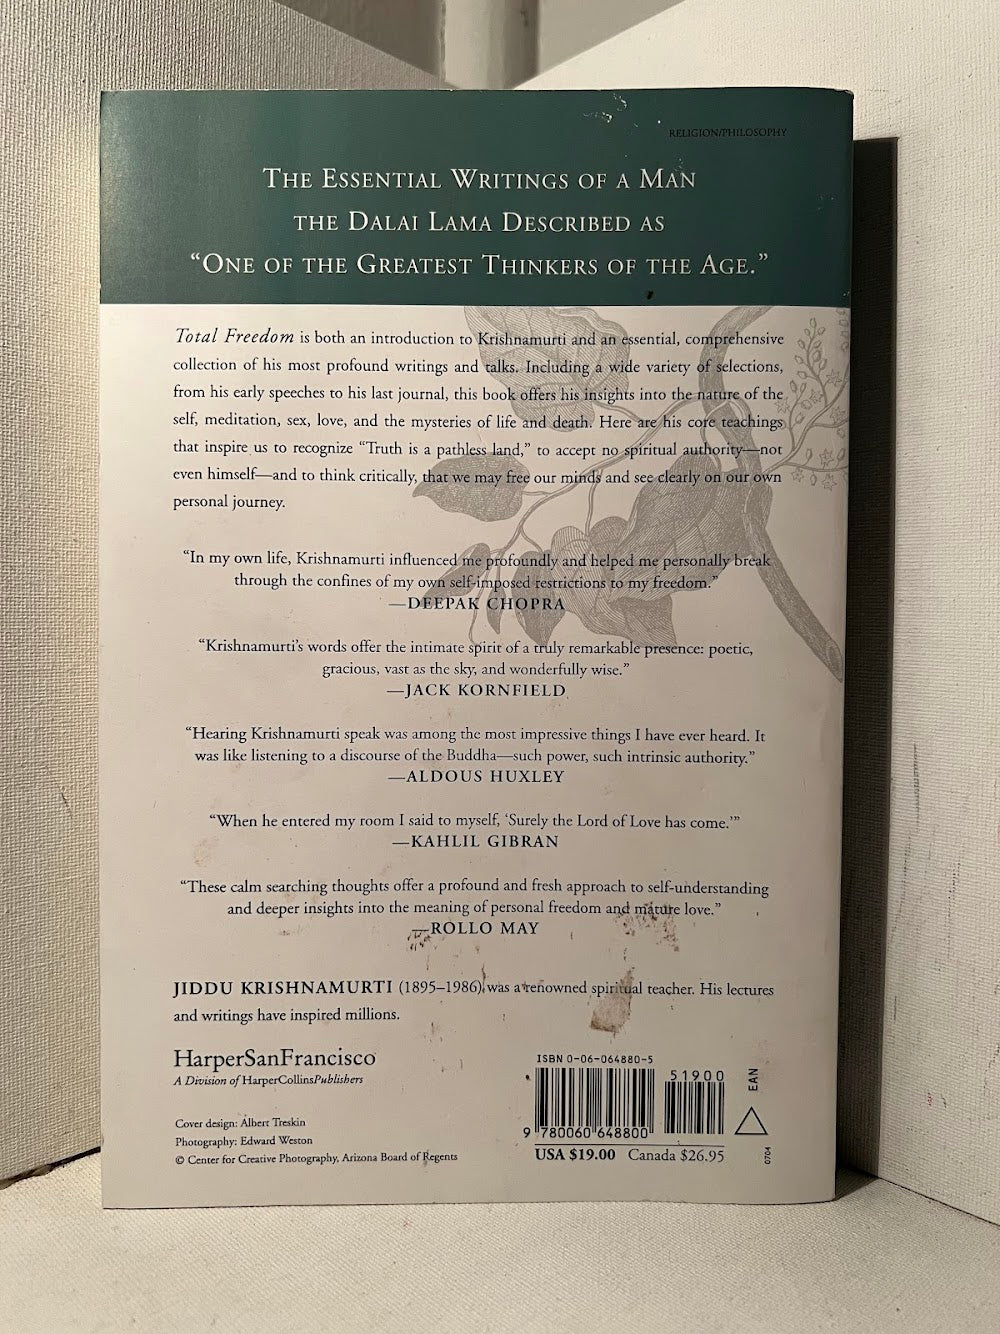 RELIGION/PHILOSOPHY
THE ESSENTIAL WRITINGS OF A MAN
THE DALAI LAMA DESCRIBED AS
“ONE OF THE GREATEST THINKERS OF THE AGE.”
Total Freedom is both an introduction to Krishnamurti and an essential, comprehensive
collection of his most profound writings and talks. Including a wide variety of selections,
from his early speeches to his last journal, this book offers his insights into the nature of the
self, meditation, sex, love, and the mysteries of life and death. Here are his core teachings
that inspire us to recognize “Truth is a pathless land,” to accept no spiritual authority—not
even himself—and to think critically, that we may free our minds and see clearly on our own
personal journey.
“In my own life, Krishnamurti influenced me profoundly and helped me personally break
through the confines of my own self-imposed restrictions to my freedom.”
—DEEPAK CHOPRA
“Krishnamurti’s words offer the intimate spirit of a truly remarkable presence: poetic,
gracious, vast as the sky, and wonderfully wise.”
—JACK KORNFIELD
“Hearing Krishnamurti speak was among the most impressive things I have ever heard. It
was like listening to a discourse of the Buddha—such power, such intrinsic authority.”
—ALDOUS HUXLEY
“When he entered my room I said to myself, ‘Surely the Lord of Love has come.’”
—KAHLIL GIBRAN
“These calm searching thoughts offer a profound and fresh approach to self-understanding
and deeper insights into the meaning of personal freedom and mature love.”
—ROLLO MAY
JIDDU KRISHNAMURTI (1895–1986) was a renowned spiritual teacher. His lectures
and writings have inspired millions.
HarperSanFrancisco
A Division of HarperCollinsPublishers
Cover design: Albert Treskin
Photography: Edward Weston
© Center for Creative Photography, Arizona Board of Regents
ISBN 0-06-064880-5
51900
EAN
9 780060 648800
USA $19.00 Canada $26.95
0704